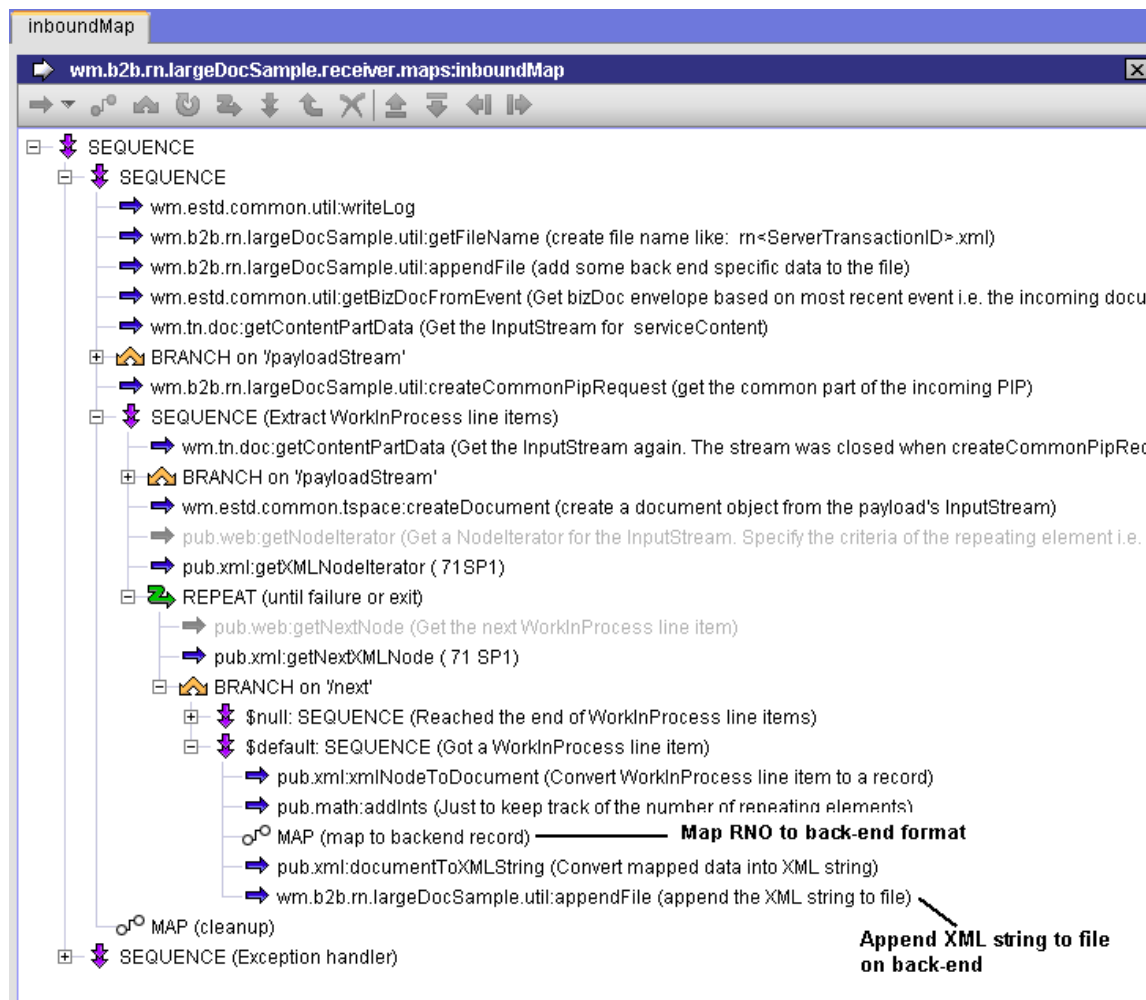 inboundMap
wm.b2b.rn.largeDocSample.receiver.maps:inboundMap
SEQUENCE
SEQUENCE
wm.estd.common.util:writeLog
wm.b2b.rn.largeDocSample.util:getFileName (create file name like: rn<ServerTransactionID>.xml)
wm.b2b.rn.largeDocSample.util:appendFile (add some back end specific data to the file)
wm.estd.common.util:getBizDocFromEvent (Get bizDoc envelope based on most recent event i.e. the incoming docu
wm.tn.doc:getContentPartData (Get the InputStream for serviceContent)
BRANCH on '/payloadStream'
wm.b2b.rn.largeDocSample.util:createCommonPipRequest (get the common part of the incoming PIP)
SEQUENCE (Extract WorkInProcess line items)
wm.tn.doc:getContentPartData (Get the InputStream again. The stream was closed when createCommonPipRec
BRANCH on '/payloadStream'
wm.estd.common.tspace:createDocument (create a document object from the payload's InputStream)
pub.web:getNodeIterator (Get a NodeIterator for the InputStream. Specify the criteria of the repeating element i.e.
pub.xml:getXMLNodeIterator ( 71SP1)
REPEAT (until failure or exit)
pub.web:getNextNode (Get the next WorkInProcess line item)
pub.xml:getNextXMLNode ( 71 SP1)
BRANCH on '/next'
$null: SEQUENCE (Reached the end of WorkInProcess line items)
$default: SEQUENCE (Got a WorkInProcess line item)
pub.xml:xmlNodeToDocument (Convert WorkInProcess line item to a record)
pub.math:addInts (Just to keep track of the number of repeating elements)
MAP (map to backend record) Map RNO to back-end format
pub.xml:documentToXMLString (Convert mapped data into XML string)
wm.b2b.rn.largeDocSample.util:appendFile (append the XML string to file)
MAP (cleanup)
Append XML string to file
SEQUENCE (Exception handler)
on back-end